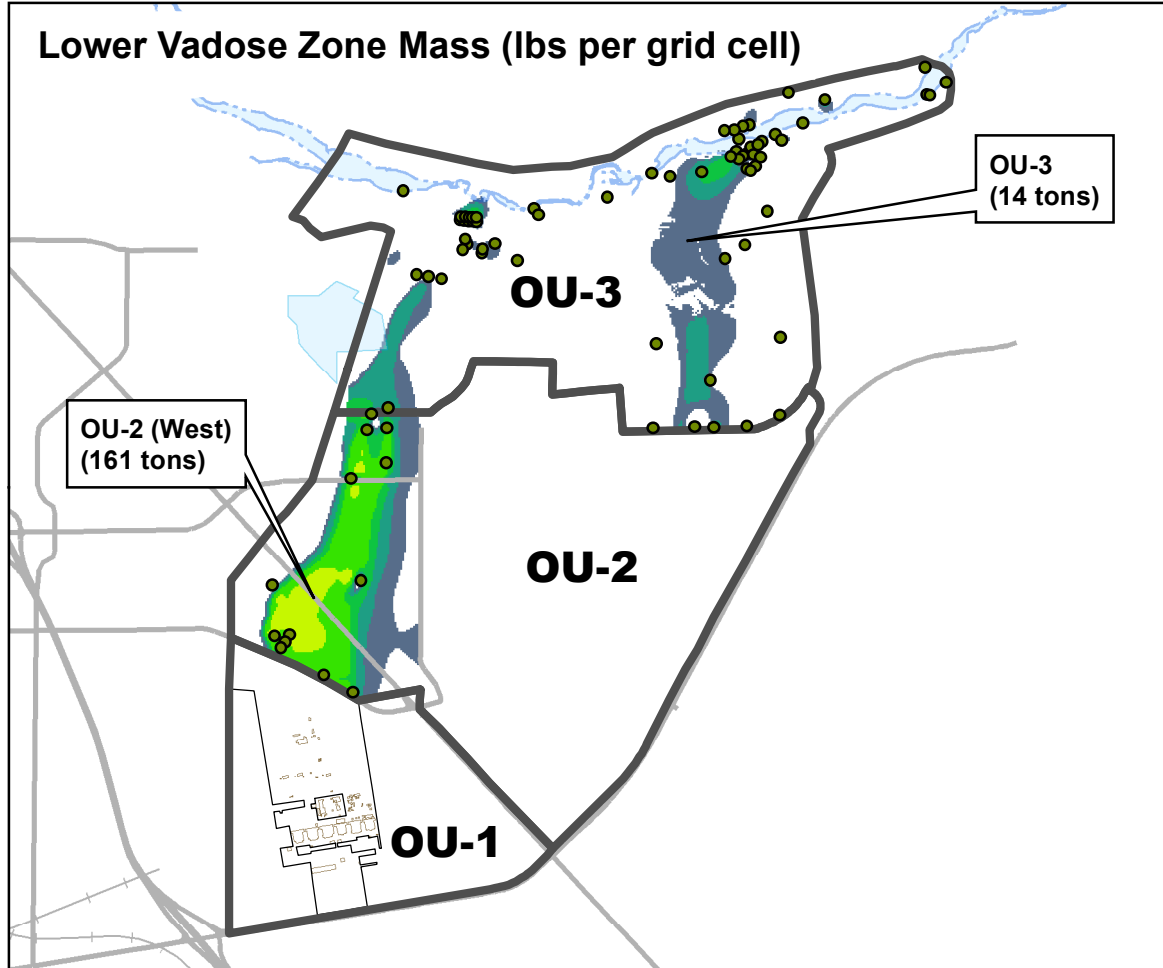 Lower Vadose Zone Mass (lbs per grid cell)
OU-3
(14 tons)
OU-3
OU-2 (West)
(161 tons)
OU-2
OU-1